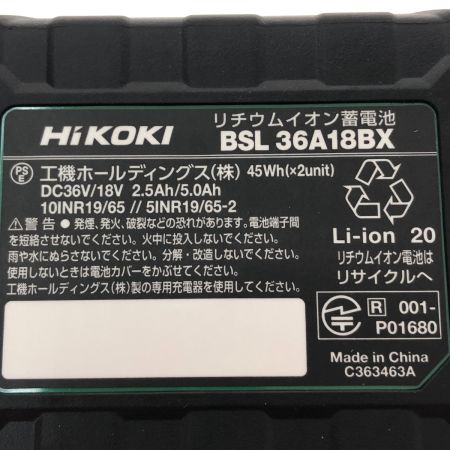 HiKOKI
リチウムイオン蓄電池
BSL 36A18BX
PS
E
工機ホールディングス(株) 45Wh(×2unit)
DC36V/18V 2.5Ah/5.0Ah
10INR19/65 // 5INR19/65-2
警告 ● 発煙、発火、破裂などの恐れがあります。電池端子間
を短絡させないでください。火中に投入しないでください。
雨や水にぬらさないでください。分解・改造しないでください。
使用しないときは電池カバーをかぶせてください。
工機ホールディングス(株)製の専用充電器を使用してください。
Li-ion 20
リチウムイオン電池は
リサイクルへ
R 001-
P01680
Made in China
C363463A